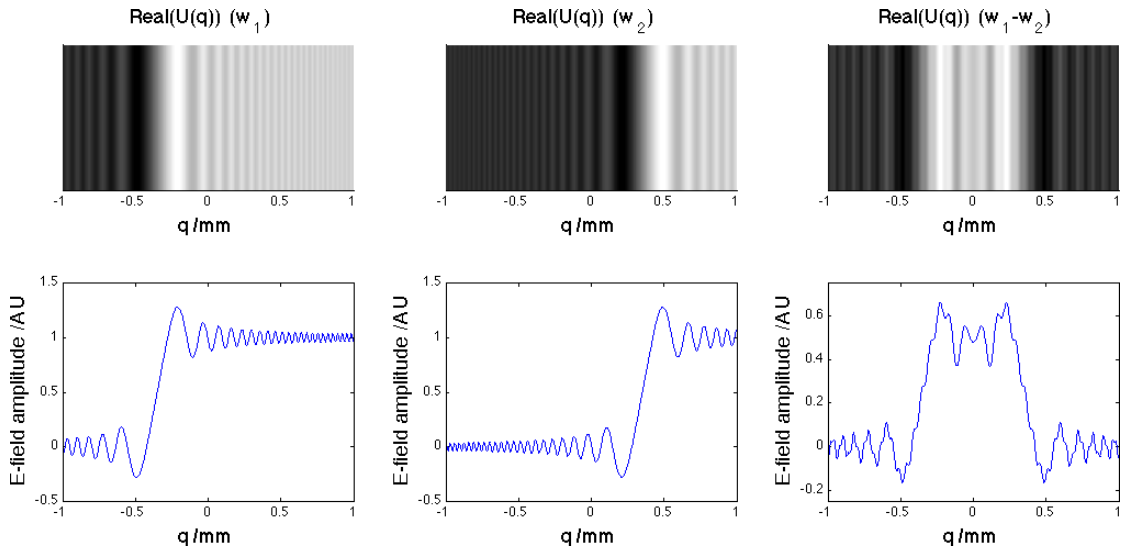 Real(U(q)) (w_1)
Real(U(q)) (w_2)
Real(U(q)) (w_1-w_2)
-1 -0.5 0 0.5 1
-1 -0.5 0 0.5 1
-1 -0.5 0 0.5 1
q /mm
q /mm
q /mm
E-field amplitude /AU
1.5
1
0.5
0
-0.5
-1 -0.5 0 0.5 1
q /mm
E-field amplitude /AU
1.5
1
0.5
0
-0.5
-1 -0.5 0 0.5 1
q /mm
E-field amplitude /AU
0.6
0.4
0.2
0
-0.2
-1 -0.5 0 0.5 1
q /mm